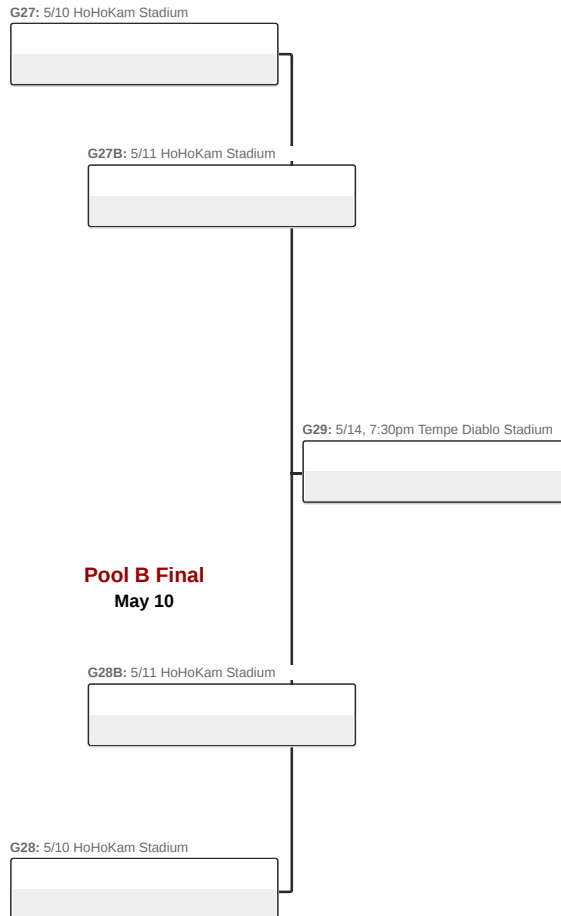 G27: 5/10 HoHoKam Stadium
G27B: 5/11 HoHoKam Stadium
G29: 5/14, 7:30pm Tempe Diablo Stadium
Pool B Final
May 10
G28B: 5/11 HoHoKam Stadium
G28: 5/10 HoHoKam Stadium